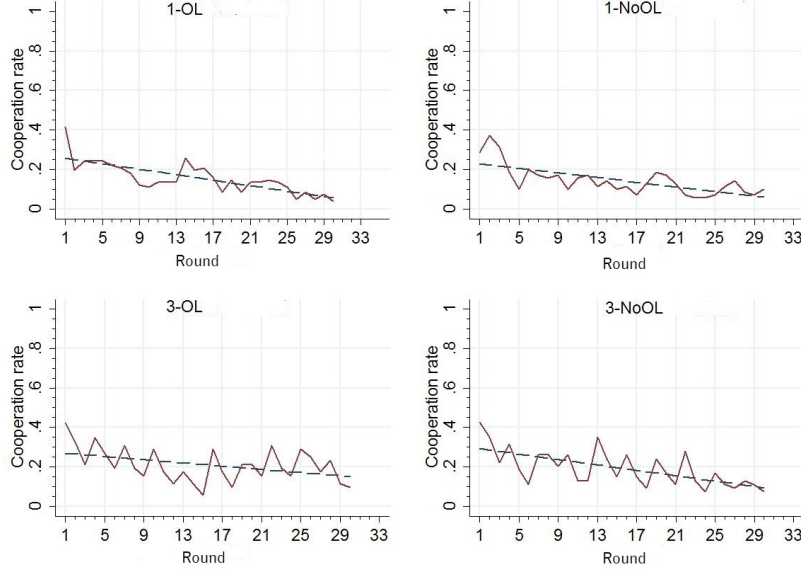 1-OL
Cooperation rate
1
.8
.6
.4
.2
0
1 5 9 13 17 21 25 29 33
Round
1-NoOL
Cooperation rate
1
.8
.6
.4
.2
0
1 5 9 13 17 21 25 29 33
Round
3-OL
Cooperation rate
1
.8
.6
.4
.2
0
1 5 9 13 17 21 25 29 33
Round
3-NoOL
Cooperation rate
1
.8
.6
.4
.2
0
1 5 9 13 17 21 25 29 33
Round